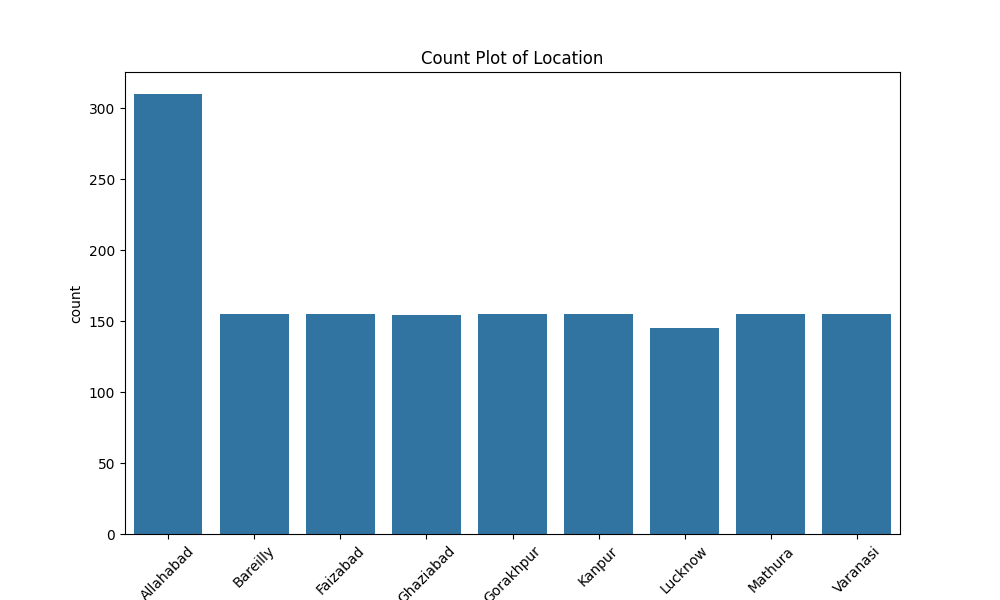 Count Plot of Location
count
300
250
200
150
100
50
0
Allahabad
Bareilly
Faizabad
Ghaziabad
Gorakhpur
Kanpur
Lucknow
Mathura
Varanasi